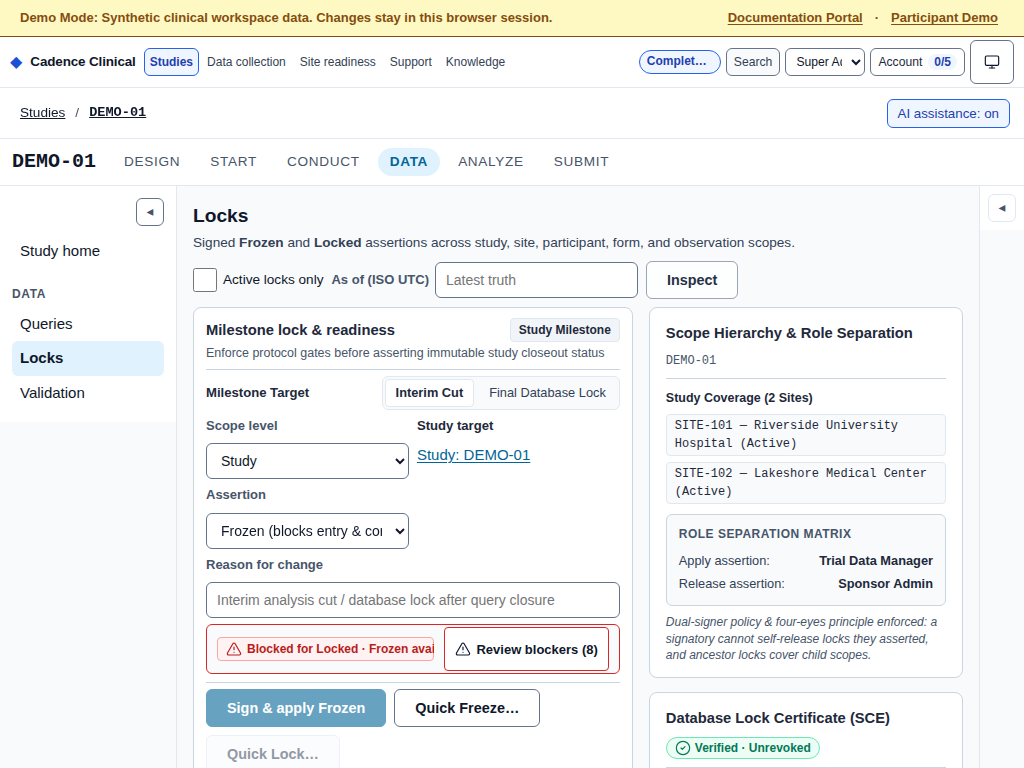 Demo Mode: Synthetic clinical workspace data. Changes stay in this browser session.
Documentation Portal · Participant Demo
Cadence Clinical Studies Data collection Site readiness Support Knowledge
Complet… Search Super Ac Account 0/5
Studies / DEMO-01
AI assistance: on
DEMO-01 DESIGN START CONDUCT DATA ANALYZE SUBMIT
Study home
DATA
Queries
Locks
Validation
Locks
Signed Frozen and Locked assertions across study, site, participant, form, and observation scopes.
Active locks only As of (ISO UTC) Latest truth Inspect
Milestone lock & readiness Study Milestone
Enforce protocol gates before asserting immutable study closeout status
Milestone Target Interim Cut Final Database Lock
Scope level Study target
Study Study: DEMO-01
Assertion
Frozen (blocks entry & cor
Reason for change
Interim analysis cut / database lock after query closure
Blocked for Locked · Frozen avai Review blockers (8)
Sign & apply Frozen Quick Freeze…
Quick Lock…
Scope Hierarchy & Role Separation
DEMO-01
Study Coverage (2 Sites)
SITE-101 — Riverside University
Hospital (Active)
SITE-102 — Lakeshore Medical Center
(Active)
ROLE SEPARATION MATRIX
Apply assertion: Trial Data Manager
Release assertion: Sponsor Admin
Dual-signer policy & four-eyes principle enforced: a
signatory cannot self-release locks they asserted,
and ancestor locks cover child scopes.
Database Lock Certificate (SCE)
Verified · Unrevoked